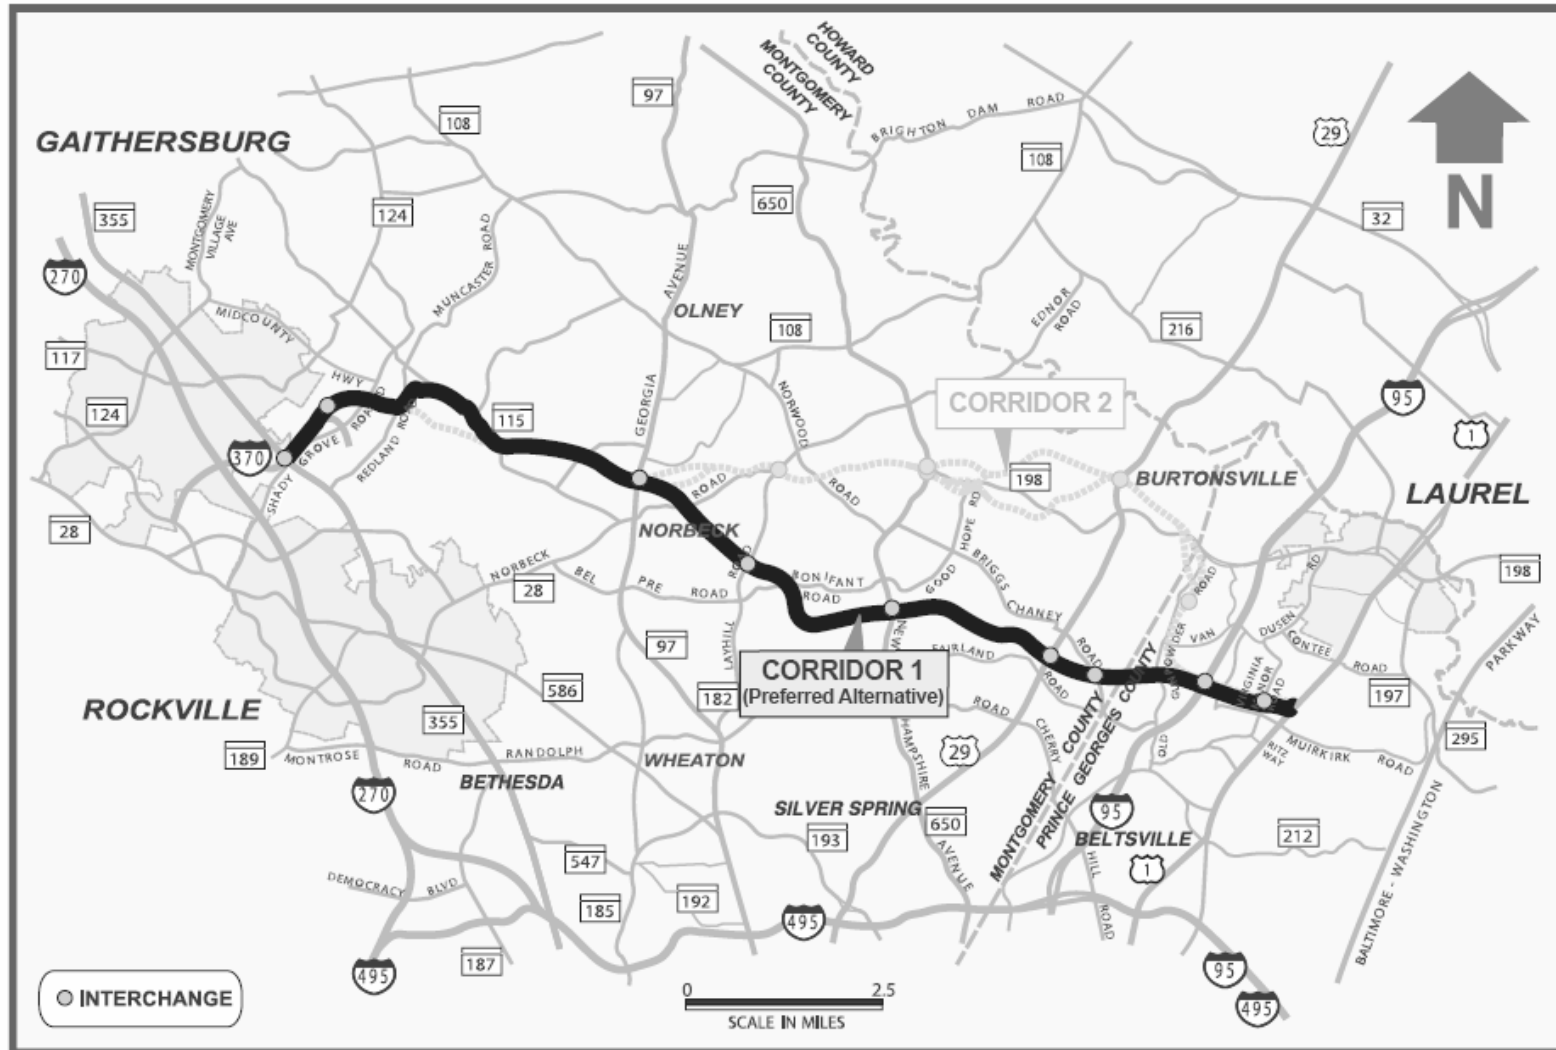 HOWARD
COUNTY
MONTGOMERY
COUNTY
97
108
BRIGHTON DAM ROAD
29
N
GAITHERSBURG
108
355
MONTGOMERY
VILLAGE
AVE
124
MUNCASTER ROAD
650
32
270
AVENUE
OLNEY
EDNOR
ROAD
MIDCOUNTY
HWY
108
216
117
95
124
115
GEORGIA
NORWOOD
ROAD
CORRIDOR 2
1
370
SHADY GROVE ROAD
REDLAND ROAD
198
BURTONSVILLE
LAUREL
28
ROAD
NORBECK
NORBECK
28
BEL PRE ROAD
BONIFANT
ROAD
GOOD HOPE RD
BRIGGS CHANEY ROAD
198
VAN DUSEN RD
CONTEE ROAD
PARKWAY
LAYHILL ROAD
97
NEW HAMPSHIRE AVENUE
FAIRLAND ROAD
OLD GUNPOWDER ROAD
VIRGINIA
MANOR
ROAD
CORRIDOR 1
(Preferred Alternative)
182
197
586
ROCKVILLE
355
ROAD
CHERRY HILL ROAD
MONTGOMERY COUNTY
PRINCE GEORGE'S COUNTY
295
189
MONTROSE ROAD
RANDOLPH
WHEATON
29
RITZ
WAY
MUIRKIRK ROAD
270
BETHESDA
SILVER SPRING
193
650
95
BELTSVILLE
1
212
BALTIMORE - WASHINGTON
547
DEMOCRACY BLVD
185
192
495
187
495
95
495
INTERCHANGE
0 2.5
SCALE IN MILES